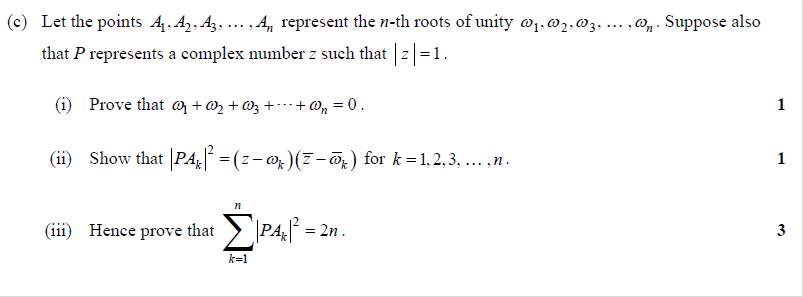 (c) Let the points A₁, A₂, A₃, … , Aₙ represent the n-th roots of unity ω₁, ω₂, ω₃, … , ωₙ. Suppose also
that P represents a complex number z such that |z| = 1.
(i) Prove that ω₁ + ω₂ + ω₃ + ··· + ωₙ = 0. 1
(ii) Show that |PAₖ|² = (z − ωₖ)(z̅ − ω̅ₖ) for k = 1, 2, 3, … , n. 1
(iii) Hence prove that ∑ₖ₌₁ⁿ |PAₖ|² = 2n. 3